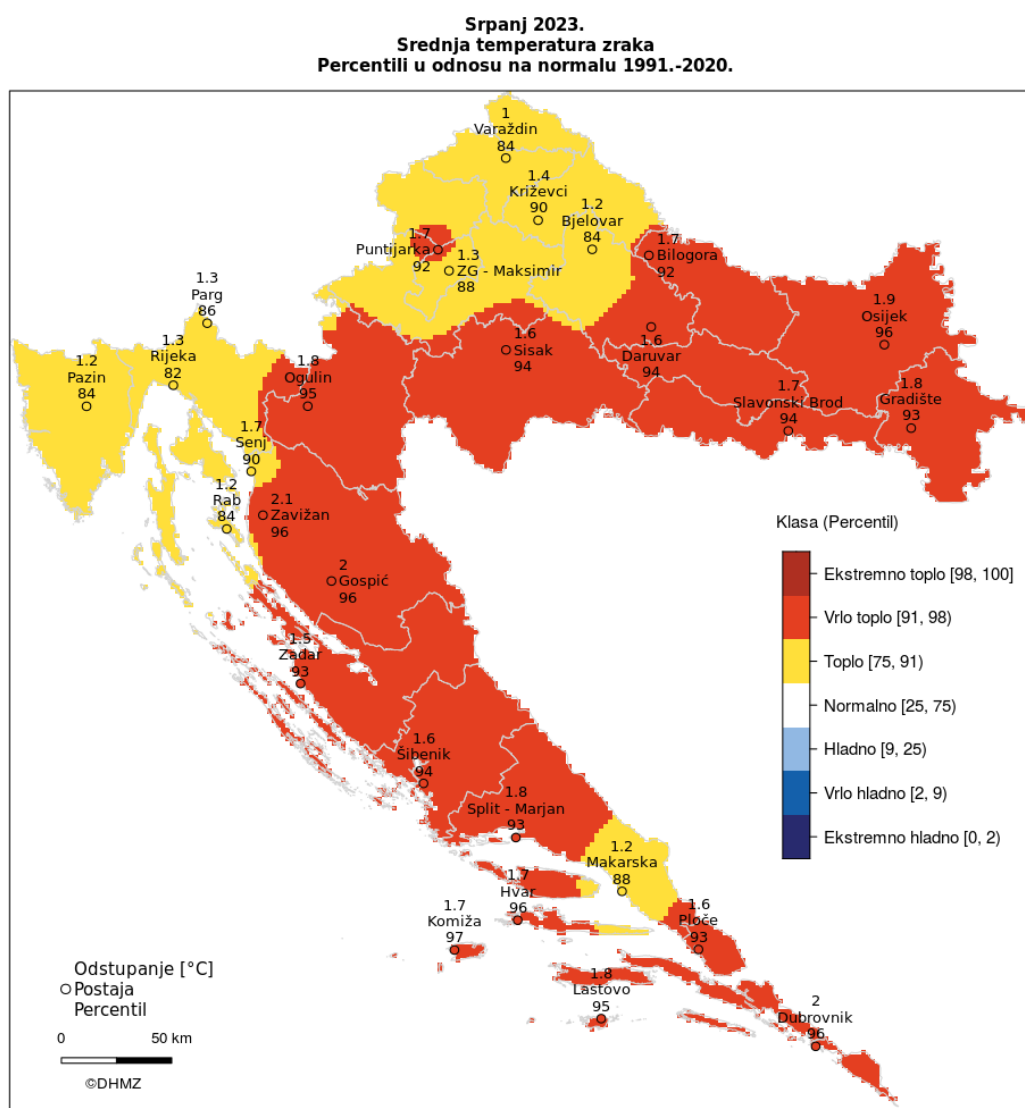 Srpanj 2023.
Srednja temperatura zraka
Percentili u odnosu na normalu 1991.-2020.
1
Varaždin
84
1.4
Križevci
90
1.2
Bjelovar
84
1.7
Puntijarka
92
1.3
ZG - Maksimir
88
1.7
Bilogora
92
1.3
Parg
86
1.9
Osijek
96
1.2
Pazin
84
1.3
Rijeka
82
1.8
Ogulin
95
1.6
Sisak
94
1.6
Daruvar
94
1.7
Slavonski Brod
94
1.8
Gradište
93
1.7
Senj
90
1.2
Rab
84
2.1
Zavižan
96
2
Gospić
96
1.5
Zadar
93
1.6
Šibenik
94
1.8
Split - Marjan
93
1.2
Makarska
88
1.7
Hvar
96
1.7
Komiža
97
1.6
Ploče
93
1.8
Lastovo
95
2
Dubrovnik
96
Klasa (Percentil)
Ekstremno toplo [98, 100]
Vrlo toplo [91, 98)
Toplo [75, 91)
Normalno [25, 75)
Hladno [9, 25)
Vrlo hladno [2, 9)
Ekstremno hladno [0, 2)
Odstupanje [°C]
Postaja
Percentil
0 50 km
©DHMZ